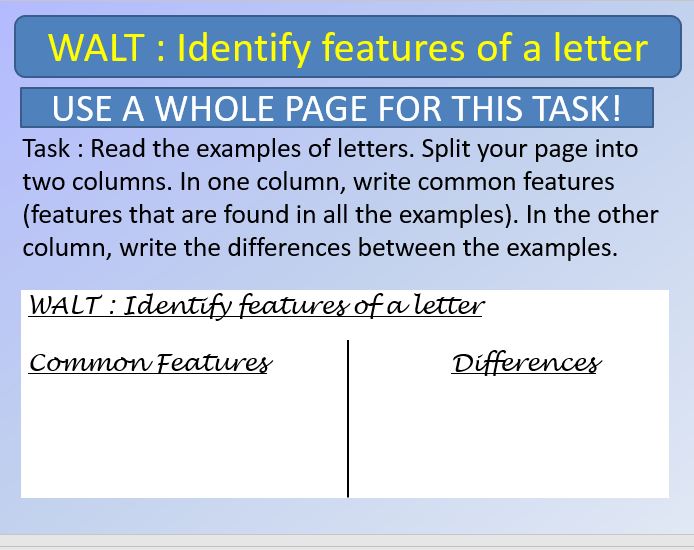 WALT : Identify features of a letter
USE A WHOLE PAGE FOR THIS TASK!
Task : Read the examples of letters. Split your page into
two columns. In one column, write common features
(features that are found in all the examples). In the other
column, write the differences between the examples.
WALT : Identify features of a letter
Common Features
Differences